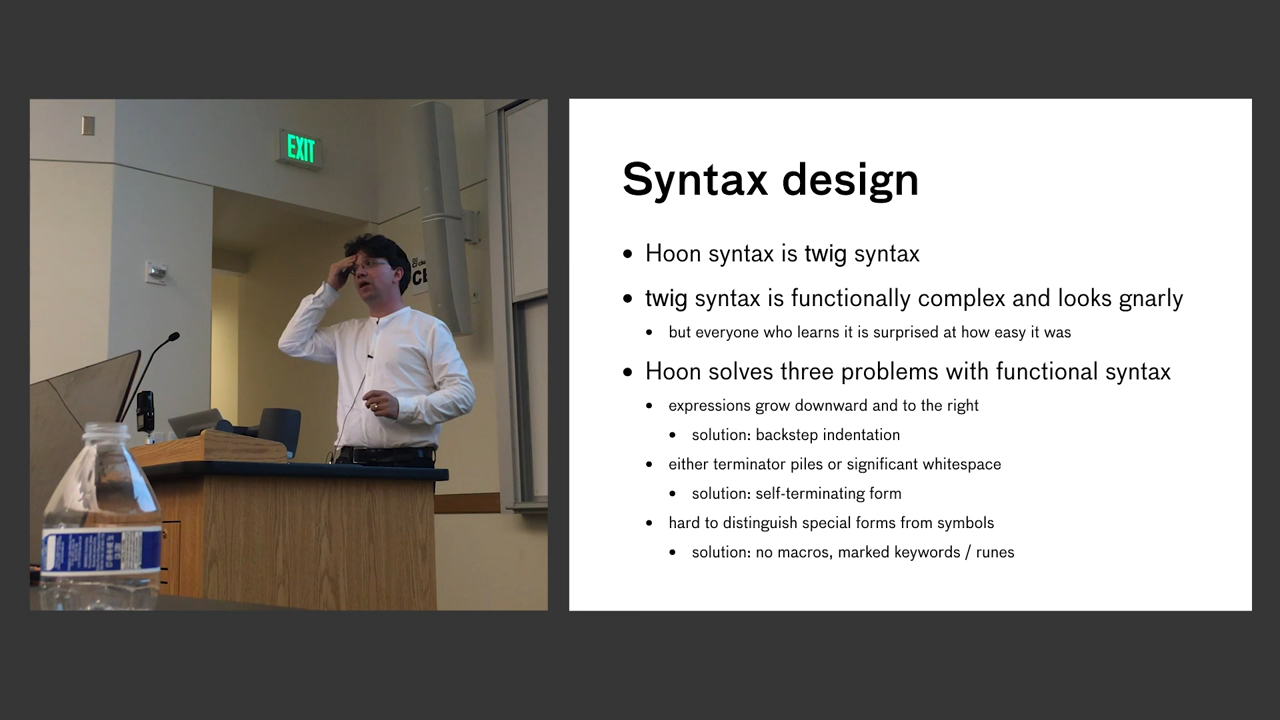 EXIT
Syntax design
• Hoon syntax is twig syntax
• twig syntax is functionally complex and looks gnarly
• but everyone who learns it is surprised at how easy it was
• Hoon solves three problems with functional syntax
• expressions grow downward and to the right
• solution: backstep indentation
• either terminator piles or significant whitespace
• solution: self-terminating form
• hard to distinguish special forms from symbols
• solution: no macros, marked keywords / runes